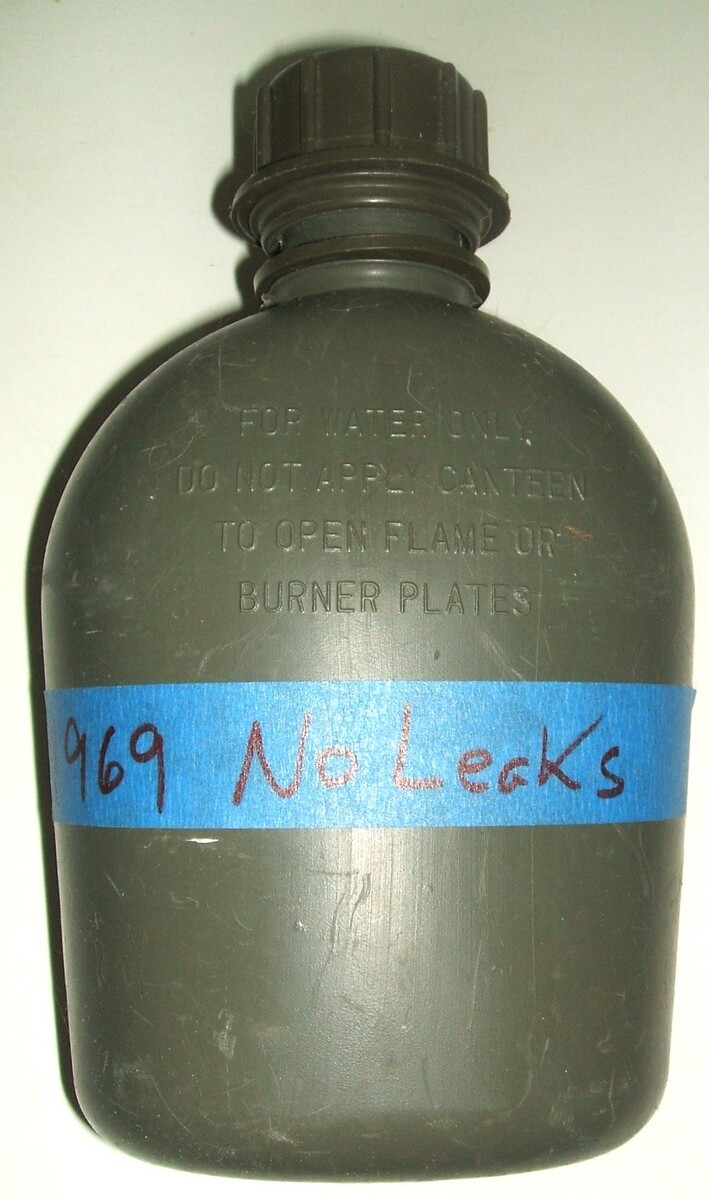 FOR WATER ONLY
DO NOT APPLY CANTEEN
TO OPEN FLAME OR
BURNER PLATES
969 No Leaks